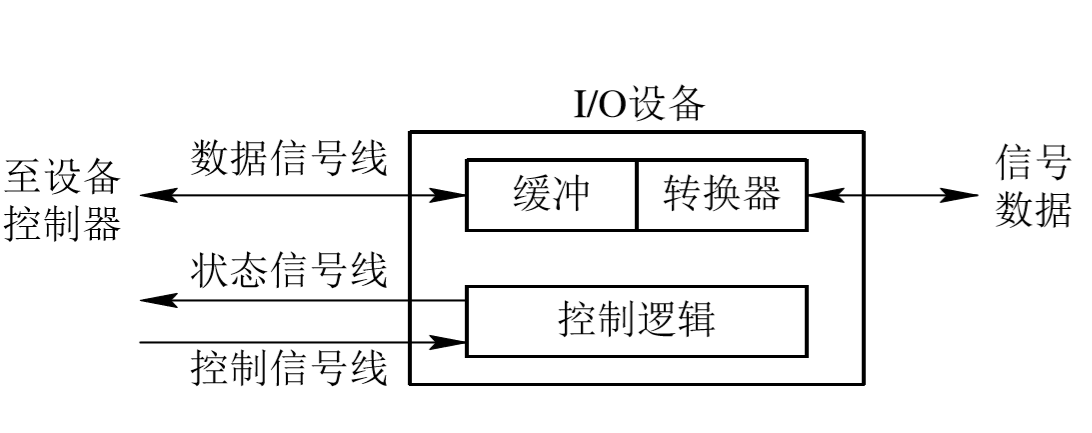 I/O设备
数据信号线
至设备
控制器
缓冲
转换器
信号
数据
状态信号线
控制逻辑
控制信号线